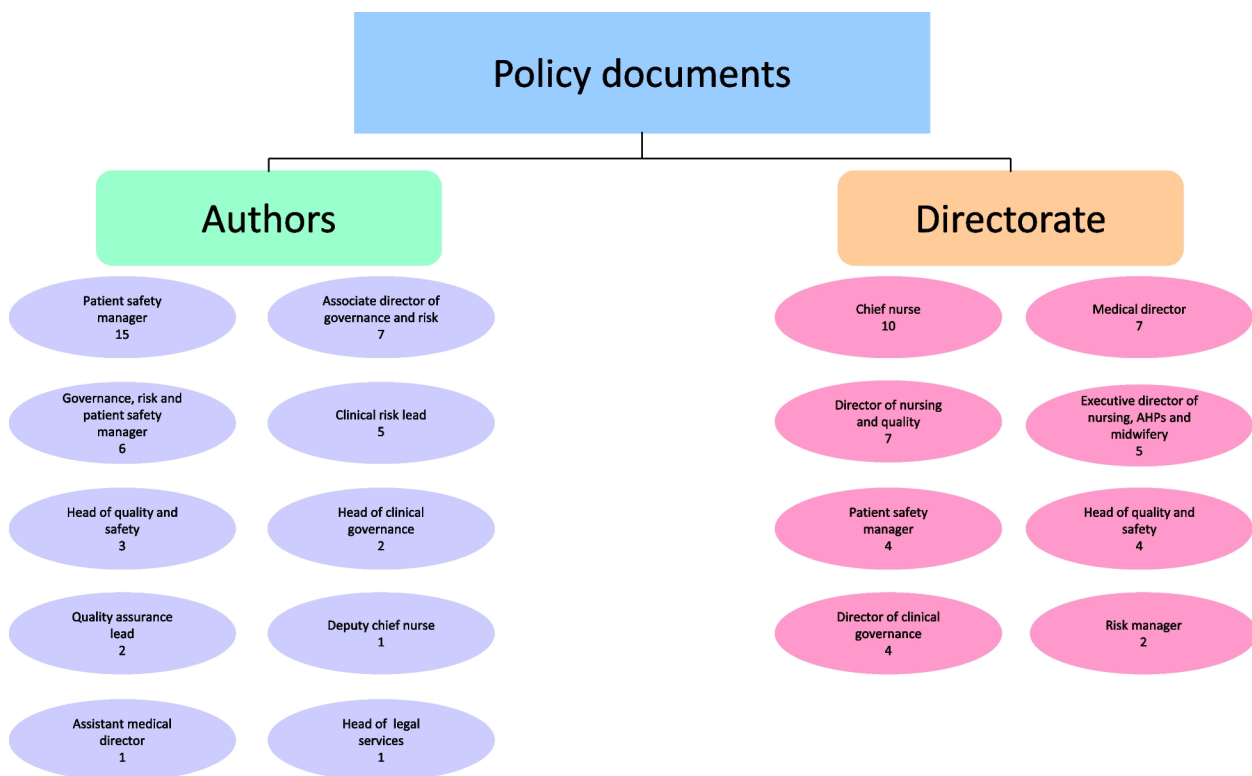 Policy documents
Authors
Directorate
Patient safety
manager
15
Associate director of
governance and risk
7
Chief nurse
10
Medical director
7
Governance, risk and
patient safety
manager
6
Clinical risk lead
5
Director of nursing
and quality
7
Executive director of
nursing, AHPs and
midwifery
5
Head of quality and
safety
3
Head of clinical
governance
2
Patient safety
manager
4
Head of quality and
safety
4
Quality assurance
lead
2
Deputy chief nurse
1
Director of clinical
governance
4
Risk manager
2
Assistant medical
director
1
Head of legal
services
1